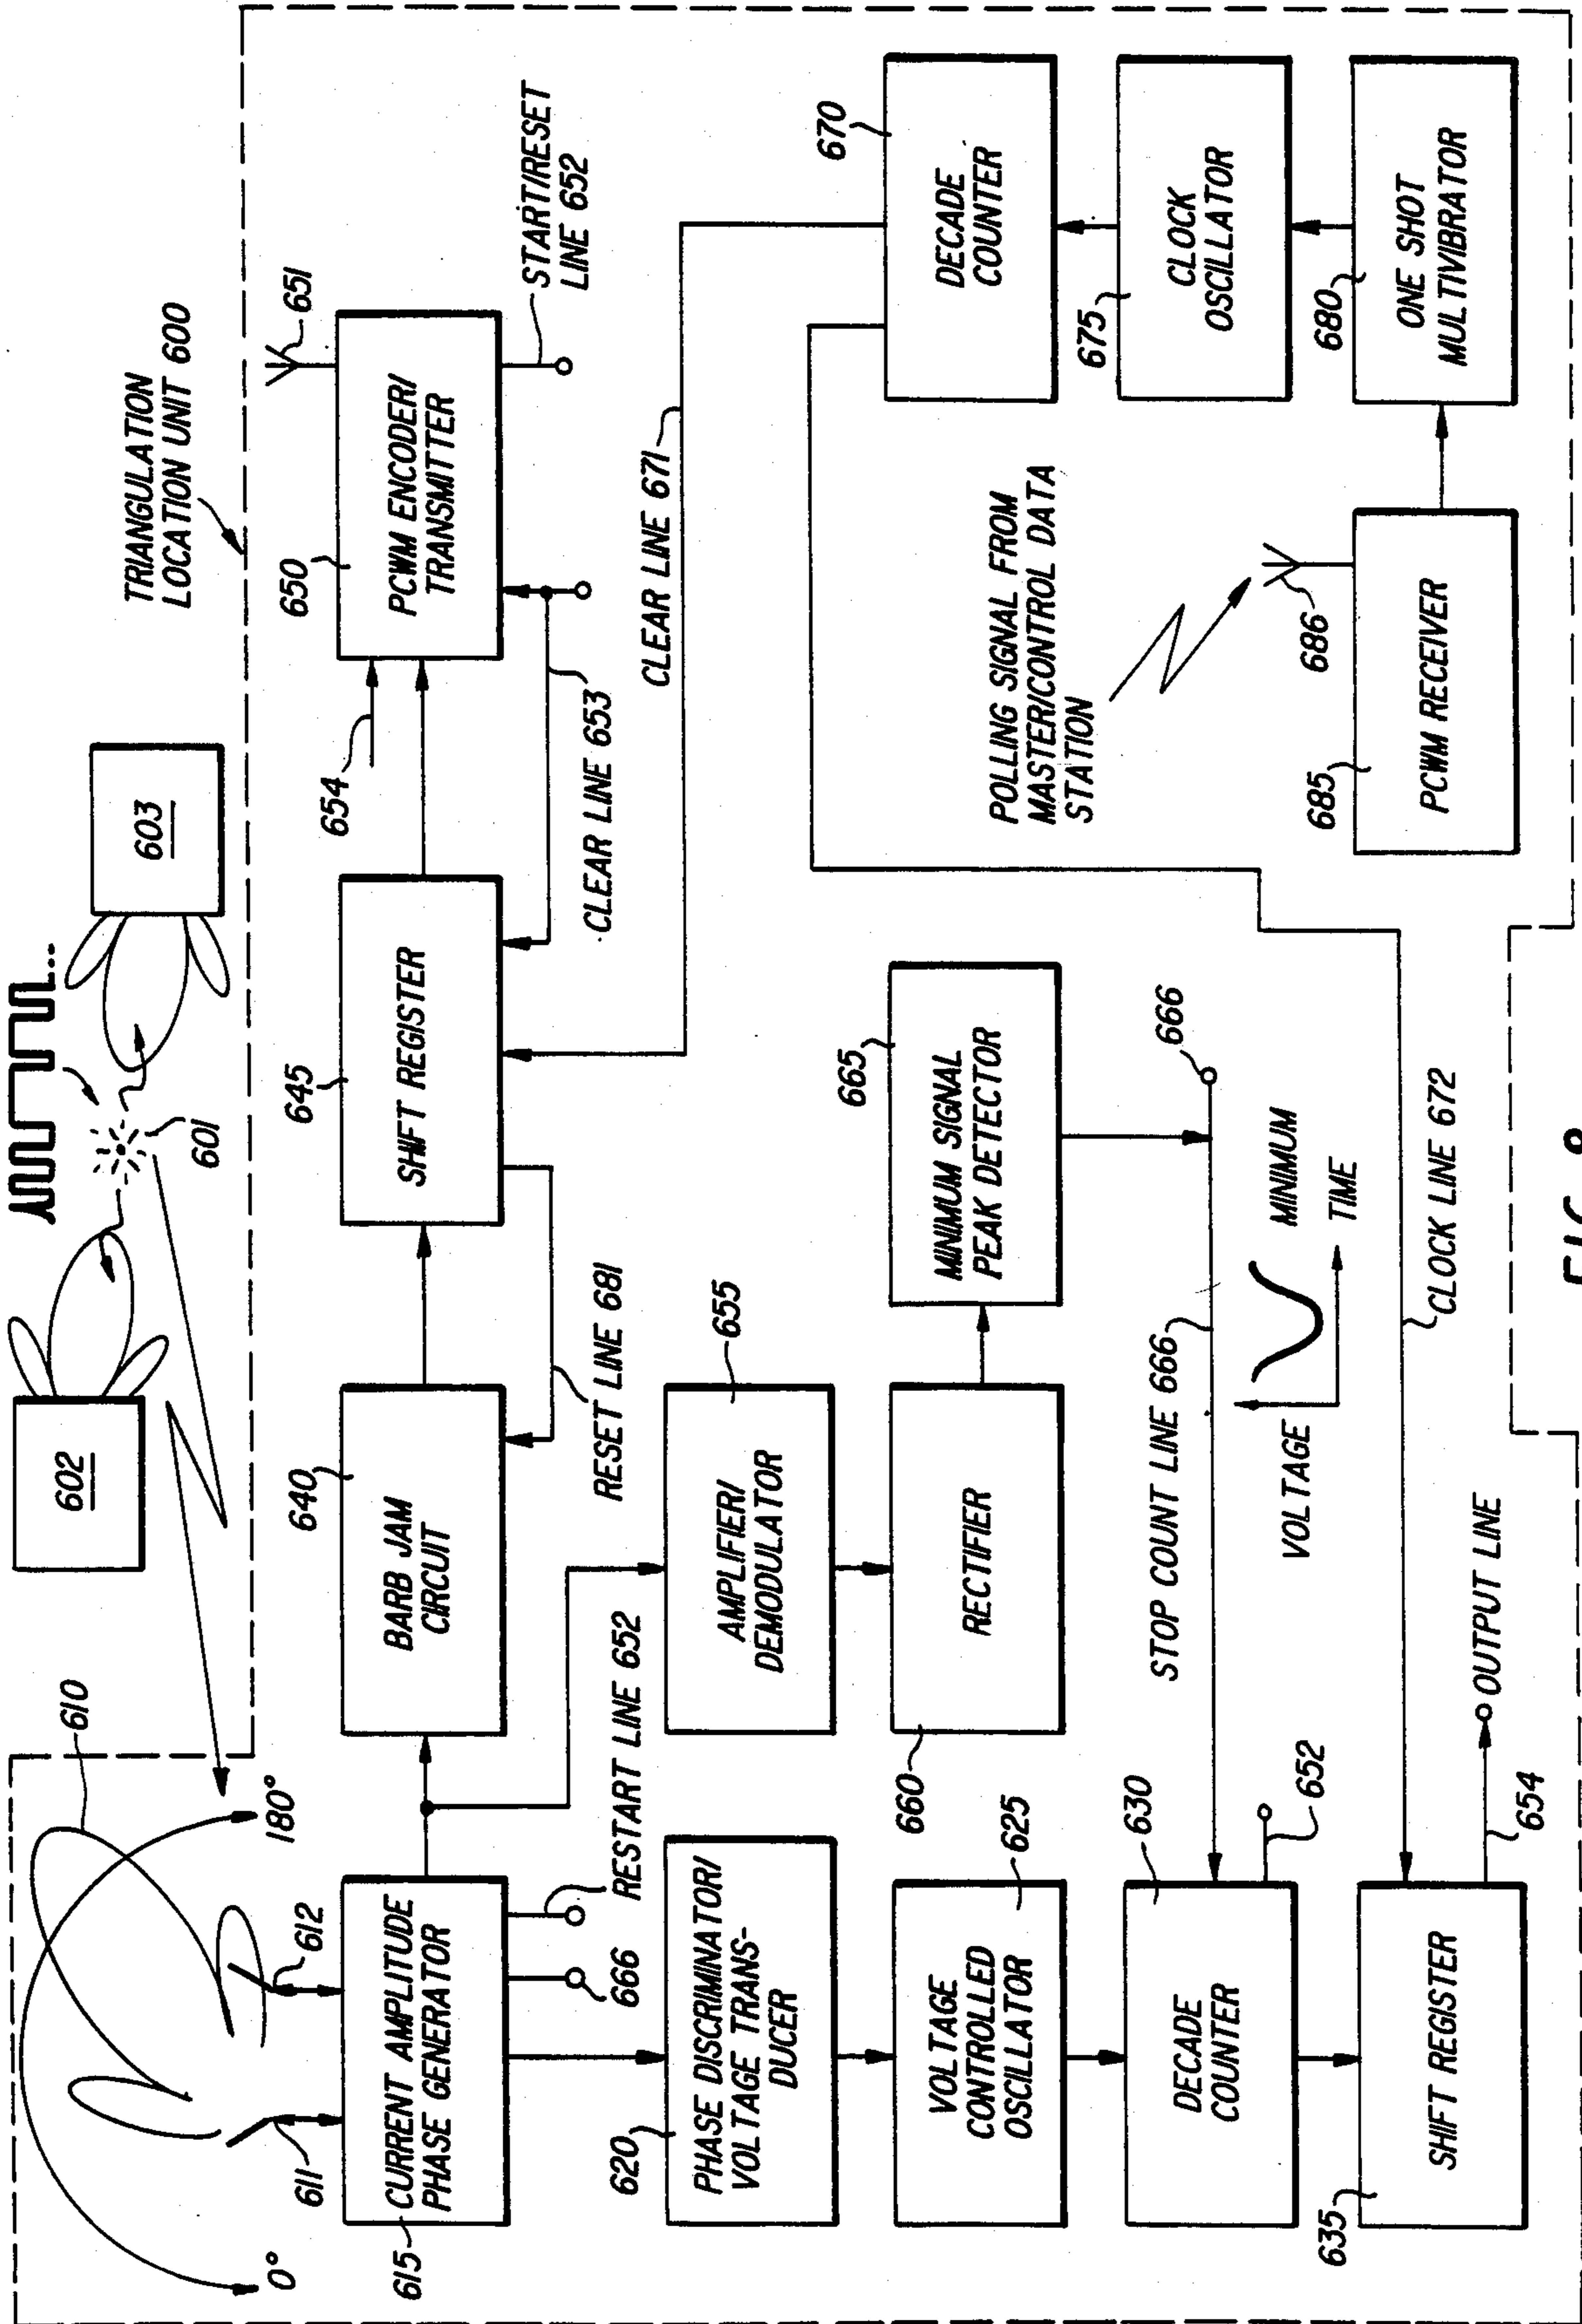 TRIANGULATION
LOCATION UNIT 600
602
603
601
610
0°
180°
611
612
615
CURRENT AMPLITUDE
PHASE GENERATOR
666
RESTART LINE 652
640
BARB JAM
CIRCUIT
RESET LINE 681
645
SHIFT REGISTER
654
CLEAR LINE 653
650
PCWM ENCODER/
TRANSMITTER
651
START/RESET
LINE 652
CLEAR LINE 671
620
PHASE DISCRIMINATOR/
VOLTAGE TRANS-
DUCER
655
AMPLIFIER/
DEMODULATOR
625
VOLTAGE
CONTROLLED
OSCILLATOR
660
RECTIFIER
665
MINIMUM SIGNAL
PEAK DETECTOR
666
STOP COUNT LINE 666
VOLTAGE
MINIMUM
TIME
630
DECADE
COUNTER
652
635
SHIFT REGISTER
654
OUTPUT LINE
CLOCK LINE 672
670
DECADE
COUNTER
675
CLOCK
OSCILLATOR
680
ONE SHOT
MULTIVIBRATOR
POLLING SIGNAL FROM
MASTER/CONTROL DATA
STATION
686
685
PCWM RECEIVER